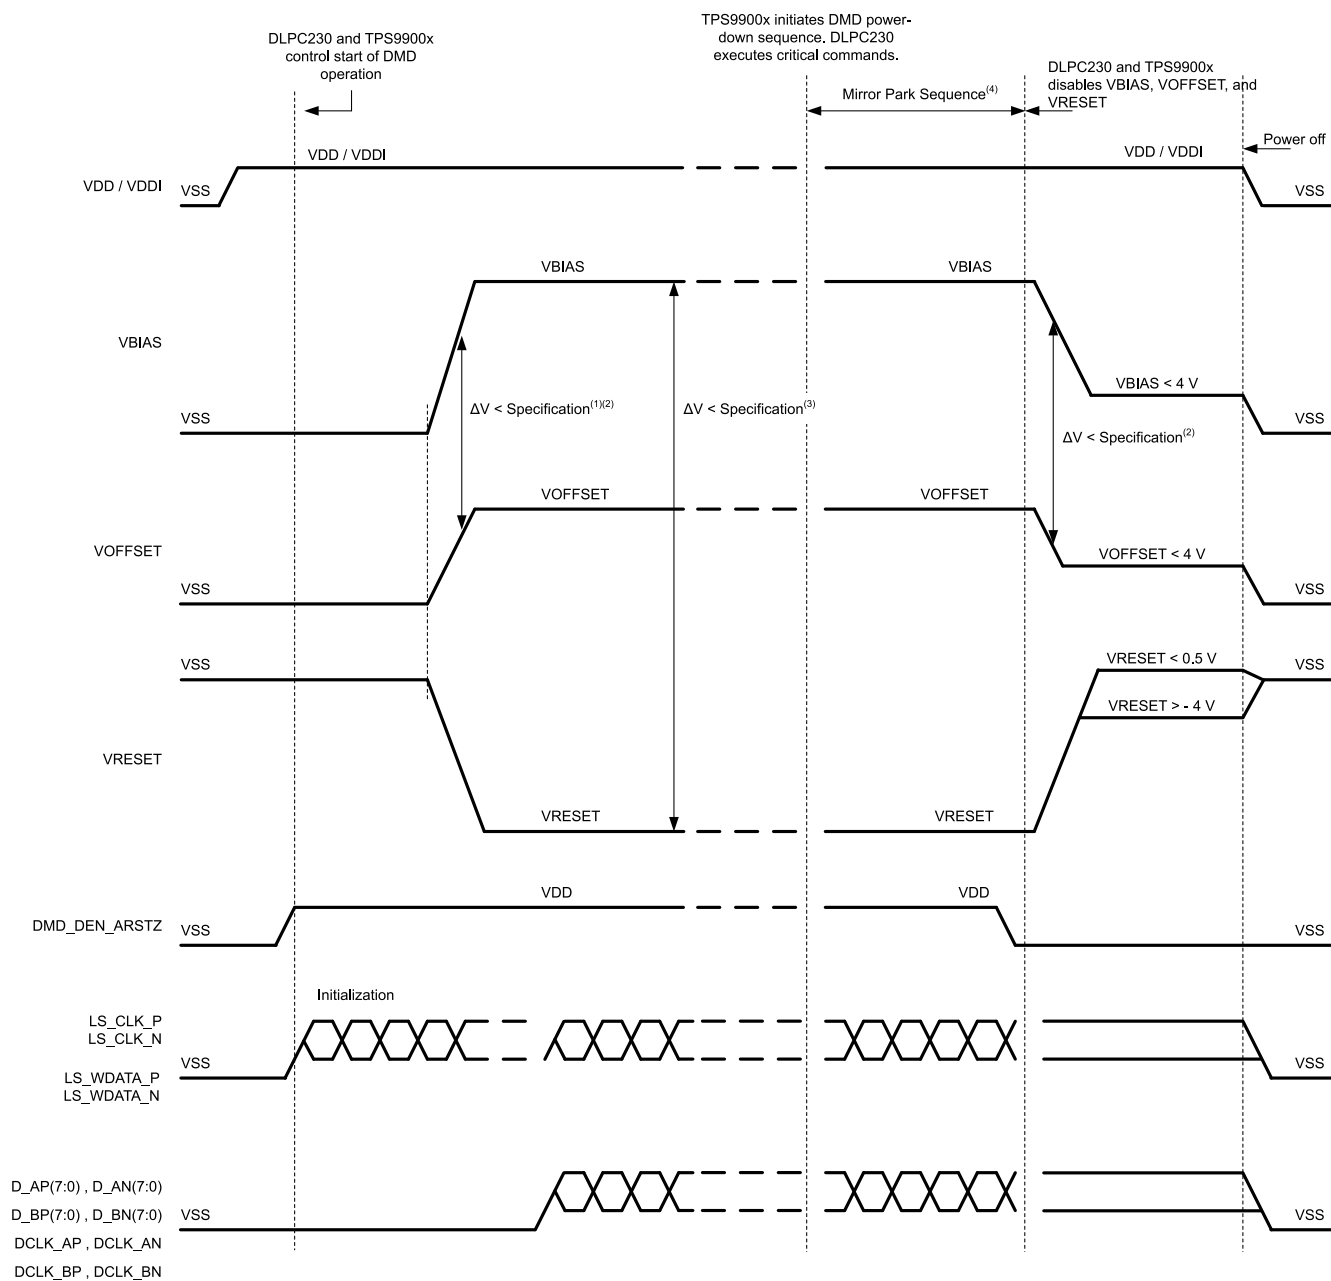 TPS9900x initiates DMD power-
down sequence. DLPC230
executes critical commands.
DLPC230 and TPS9900x
control start of DMD
operation
DLPC230 and TPS9900x
disables VBIAS, VOFFSET, and
VRESET
Mirror Park Sequence(4)
Power off
VDD / VDDI
VDD / VDDI
VDD / VDDI
VSS
VSS
VBIAS
VBIAS
VBIAS
VBIAS < 4 V
VSS
VSS
ΔV < Specification(1)(2)
ΔV < Specification(3)
ΔV < Specification(2)
VOFFSET
VOFFSET
VOFFSET
VOFFSET < 4 V
VSS
VSS
VSS
VRESET < 0.5 V
VSS
VRESET > - 4 V
VRESET
VRESET
VRESET
VDD
VDD
DMD_DEN_ARSTZ
VSS
VSS
Initialization
LS_CLK_P
LS_CLK_N
VSS
VSS
LS_WDATA_P
LS_WDATA_N
D_AP(7:0) , D_AN(7:0)
D_BP(7:0) , D_BN(7:0)
VSS
VSS
DCLK_AP , DCLK_AN
DCLK_BP , DCLK_BN